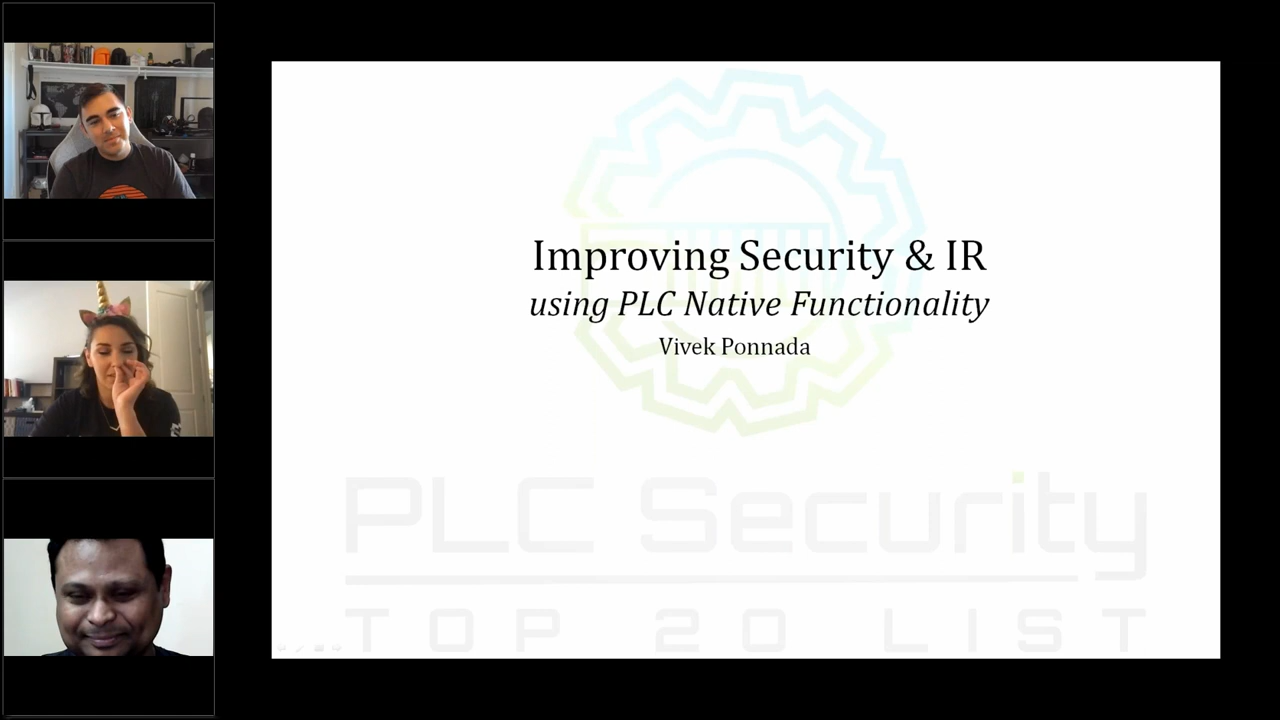 Improving Security & IR
using PLC Native Functionality
Vivek Ponnada
PLC Security
TOP 20 LIST